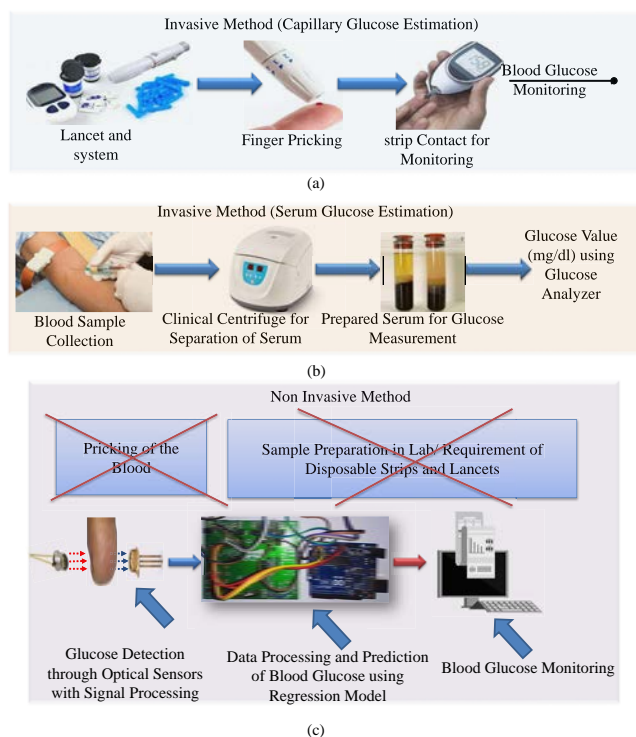 Invasive Method (Capillary Glucose Estimation)
Lancet and
system
Finger Pricking
158
strip Contact for
Monitoring
Blood Glucose
Monitoring
(a)
Invasive Method (Serum Glucose Estimation)
Blood Sample
Collection
Clinical Centrifuge for
Separation of Serum
Prepared Serum for Glucose
Measurement
Glucose Value
(mg/dl) using
Glucose
Analyzer
(b)
Non Invasive Method
Pricking of the
Blood
Sample Preparation in Lab/ Requirement of
Disposable Strips and Lancets
Glucose Detection
through Optical Sensors
with Signal Processing
Data Processing and Prediction
of Blood Glucose using
Regression Model
Blood Glucose Monitoring
(c)